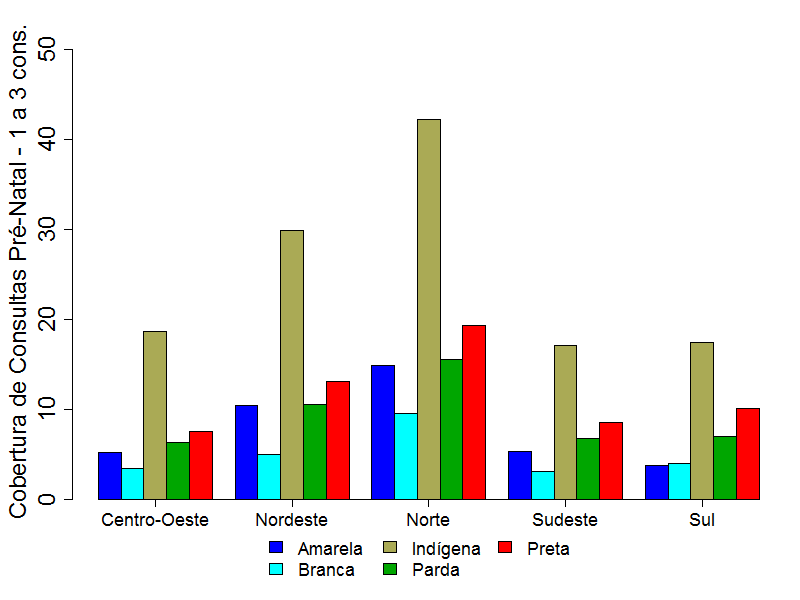 Cobertura de Consultas Pré-Natal - 1 a 3 cons.
50
40
30
20
10
0
Centro-Oeste Nordeste Norte Sudeste Sul
Amarela Indígena Preta
Branca Parda